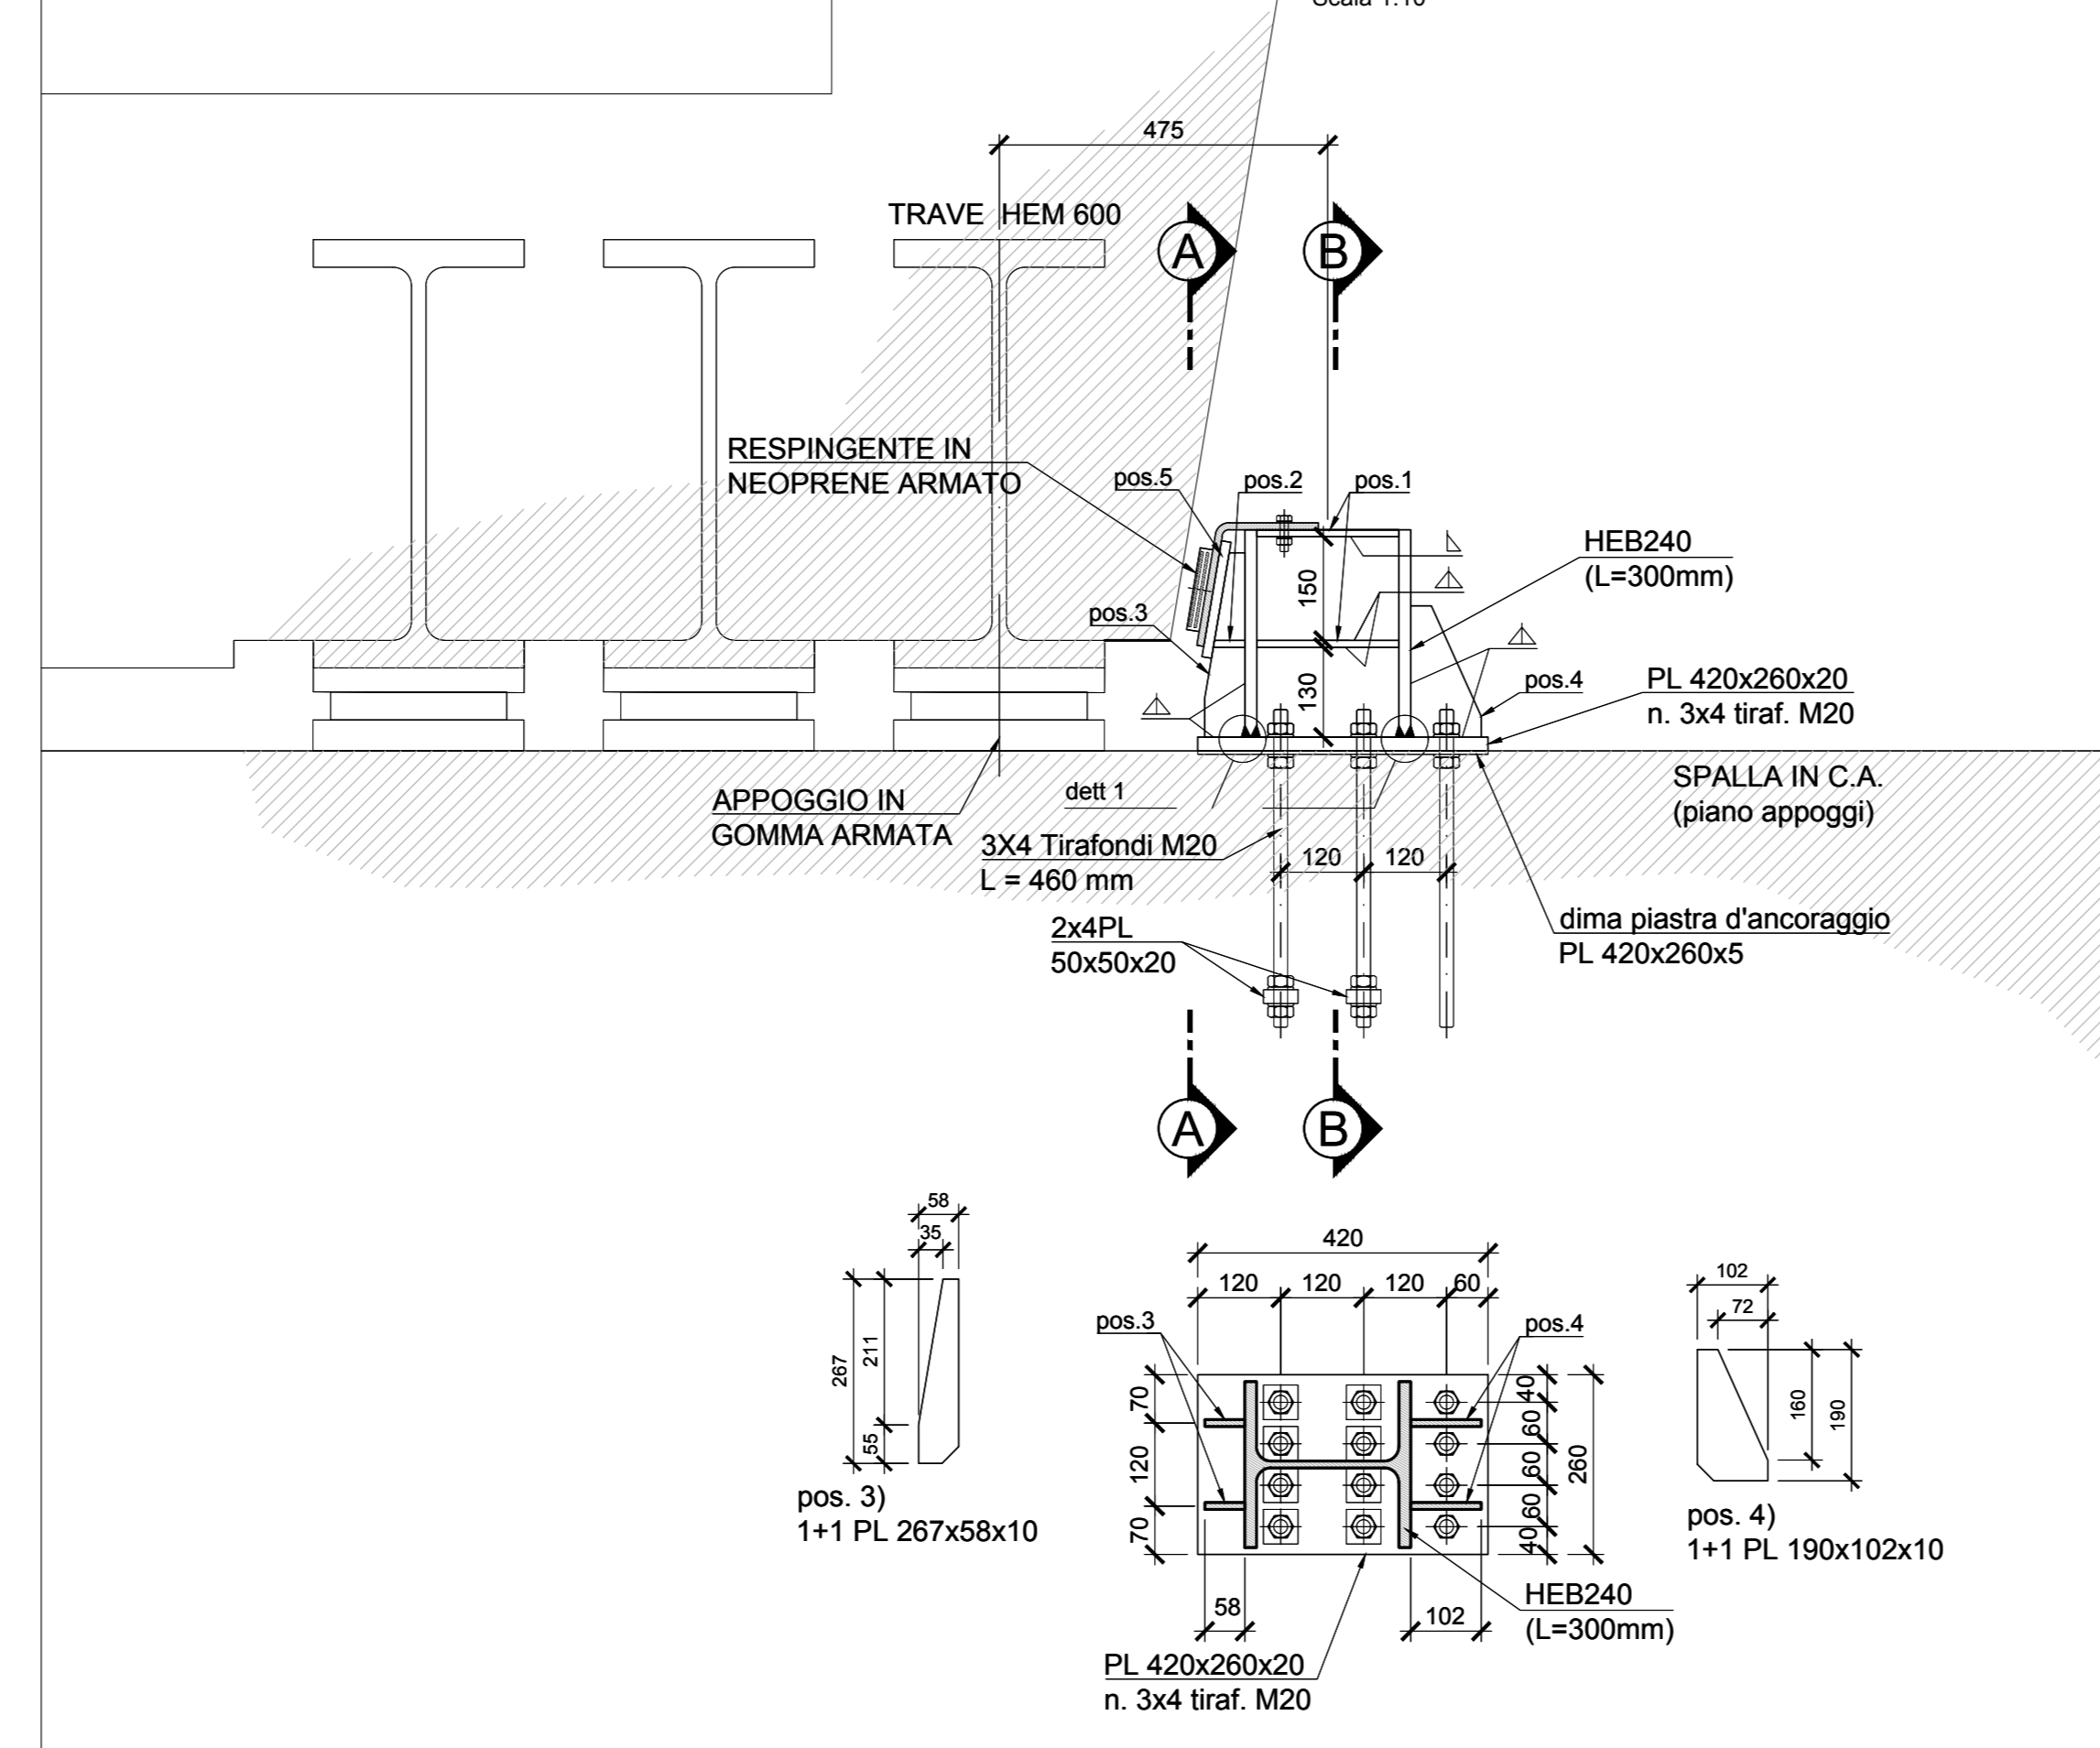 Scala 1:10
475
TRAVE HEM 600
A
B
RESPINGENTE IN
NEOPRENE ARMATO
pos.5
pos.2
pos.1
HEB240
(L=300mm)
150
pos.3
130
pos.4
PL 420x260x20
n. 3x4 tiraf. M20
SPALLA IN C.A.
(piano appoggi)
APPOGGIO IN
GOMMA ARMATA
dett 1
3X4 Tirafondi M20
L = 460 mm
120
120
2x4PL
50x50x20
dima piastra d'ancoraggio
PL 420x260x5
A
B
58
35
267
211
55
pos. 3)
1+1 PL 267x58x10
420
120
120
120
60
pos.3
pos.4
70
120
70
40
60
60
60
40
260
58
102
HEB240
(L=300mm)
PL 420x260x20
n. 3x4 tiraf. M20
102
72
160
190
pos. 4)
1+1 PL 190x102x10